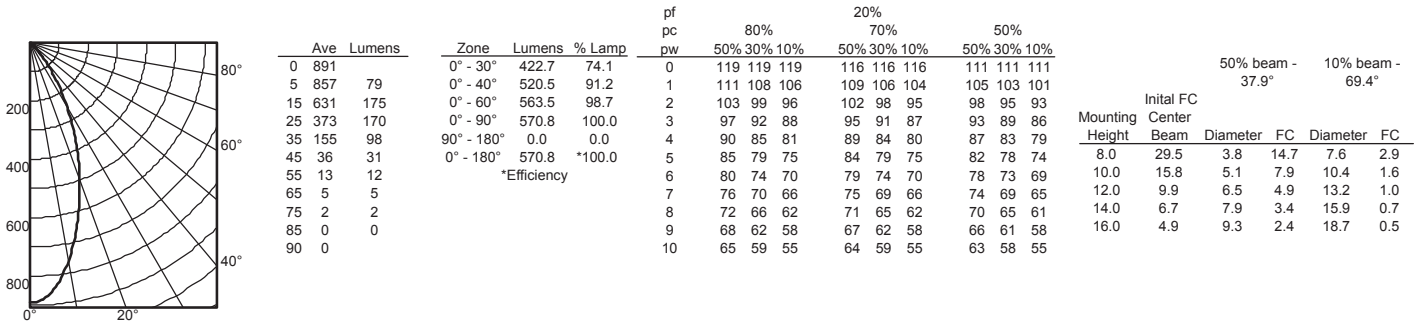 80°
60°
40°
20°
0°
200
400
600
800
Ave Lumens
0 891
5 857 79
15 631 175
25 373 170
35 155 98
45 36 31
55 13 12
65 5 5
75 2 2
85 0 0
90 0
Zone Lumens % Lamp
0° - 30° 422.7 74.1
0° - 40° 520.5 91.2
0° - 60° 563.5 98.7
0° - 90° 570.8 100.0
90° - 180° 0.0 0.0
0° - 180° 570.8 *100.0
*Efficiency
pf 20%
pc 80% 70% 50%
pw 50% 30% 10% 50% 30% 10% 50% 30% 10%
0 119 119 119 116 116 116 111 111 111
1 111 108 106 109 106 104 105 103 101
2 103 99 96 102 98 95 98 95 93
3 97 92 88 95 91 87 93 89 86
4 90 85 81 89 84 80 87 83 79
5 85 79 75 84 79 75 82 78 74
6 80 74 70 79 74 70 78 73 69
7 76 70 66 75 69 66 74 69 65
8 72 66 62 71 65 62 70 65 61
9 68 62 58 67 62 58 66 61 58
10 65 59 55 64 59 55 63 58 55
50% beam - 10% beam -
37.9° 69.4°
Inital FC
Mounting Center
Height Beam Diameter FC Diameter FC
8.0 29.5 3.8 14.7 7.6 2.9
10.0 15.8 5.1 7.9 10.4 1.6
12.0 9.9 6.5 4.9 13.2 1.0
14.0 6.7 7.9 3.4 15.9 0.7
16.0 4.9 9.3 2.4 18.7 0.5